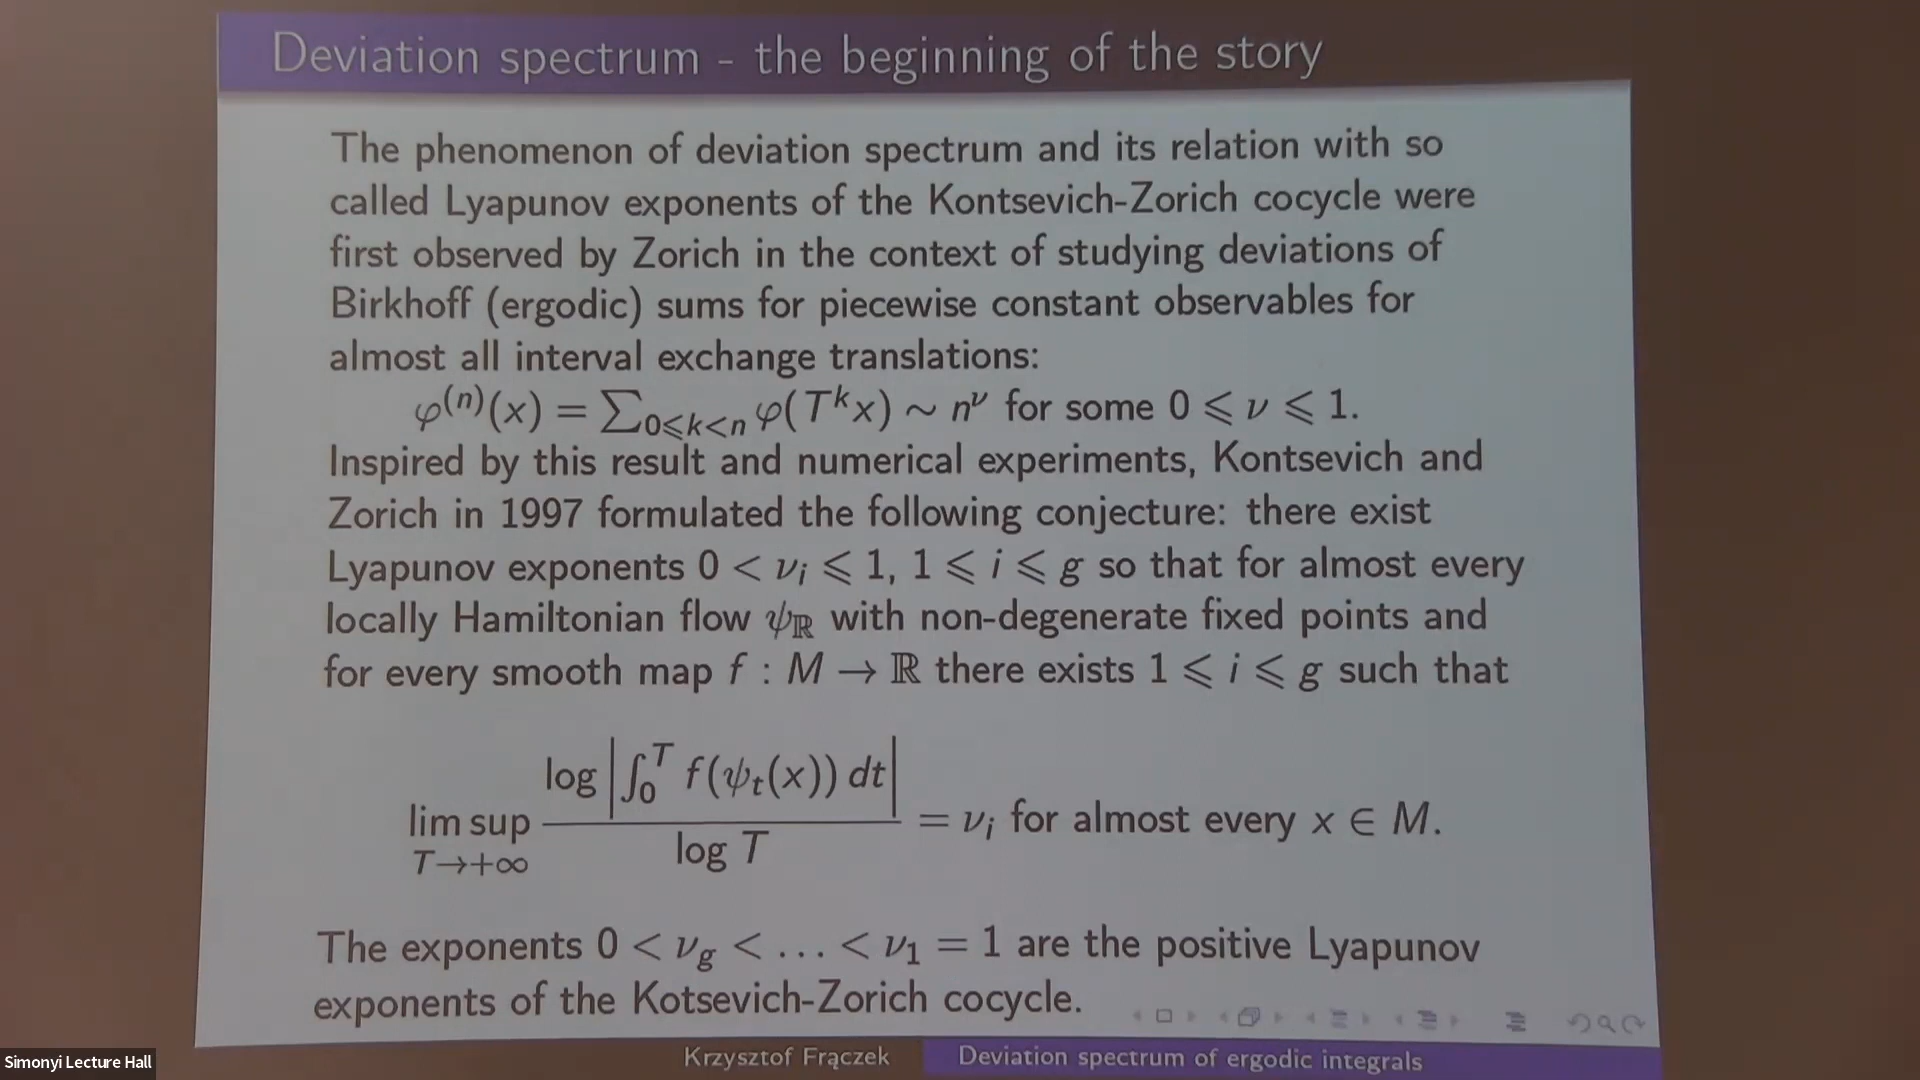 Deviation spectrum - the beginning of the story
The phenomenon of deviation spectrum and its relation with so
called Lyapunov exponents of the Kontsevich-Zorich cocycle were
first observed by Zorich in the context of studying deviations of
Birkhoff (ergodic) sums for piecewise constant observables for
almost all interval exchange translations:
φ⁽ⁿ⁾(x) = ∑_{0⩽k<n} φ(Tᵏx) ~ n^ν for some 0 ⩽ ν ⩽ 1.
Inspired by this result and numerical experiments, Kontsevich and
Zorich in 1997 formulated the following conjecture: there exist
Lyapunov exponents 0 < νᵢ ⩽ 1, 1 ⩽ i ⩽ g so that for almost every
locally Hamiltonian flow ψ_ℝ with non-degenerate fixed points and
for every smooth map f : M → ℝ there exists 1 ⩽ i ⩽ g such that
lim sup_{T→+∞} log |∫₀ᵀ f(ψₜ(x)) dt| / log T = νᵢ for almost every x ∈ M.
The exponents 0 < ν_g < ... < ν₁ = 1 are the positive Lyapunov
exponents of the Kotsevich-Zorich cocycle.
Krzysztof Frączek Deviation spectrum of ergodic integrals
Simonyi Lecture Hall